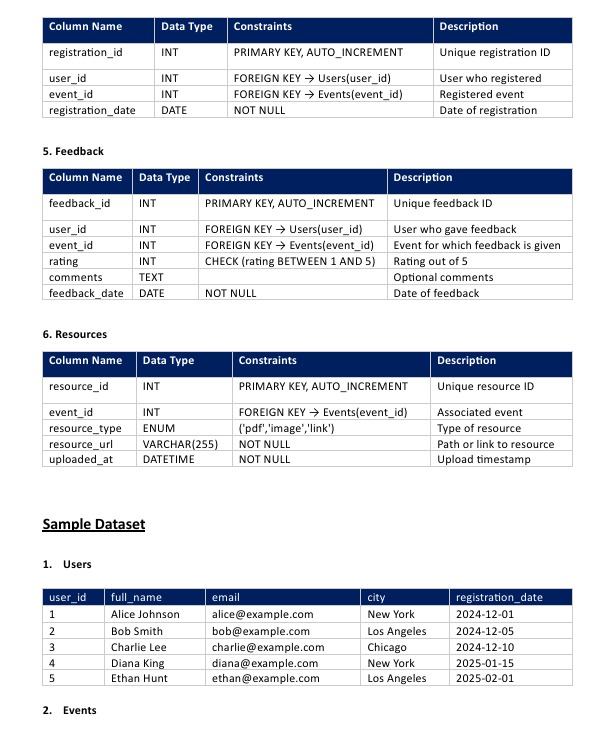 Column Name Data Type Constraints Description
registration_id INT PRIMARY KEY, AUTO_INCREMENT Unique registration ID
user_id INT FOREIGN KEY → Users(user_id) User who registered
event_id INT FOREIGN KEY → Events(event_id) Registered event
registration_date DATE NOT NULL Date of registration
5. Feedback
Column Name Data Type Constraints Description
feedback_id INT PRIMARY KEY, AUTO_INCREMENT Unique feedback ID
user_id INT FOREIGN KEY → Users(user_id) User who gave feedback
event_id INT FOREIGN KEY → Events(event_id) Event for which feedback is given
rating INT CHECK (rating BETWEEN 1 AND 5) Rating out of 5
comments TEXT Optional comments
feedback_date DATE NOT NULL Date of feedback
6. Resources
Column Name Data Type Constraints Description
resource_id INT PRIMARY KEY, AUTO_INCREMENT Unique resource ID
event_id INT FOREIGN KEY → Events(event_id) Associated event
resource_type ENUM ('pdf','image','link') Type of resource
resource_url VARCHAR(255) NOT NULL Path or link to resource
uploaded_at DATETIME NOT NULL Upload timestamp
Sample Dataset
1. Users
user_id full_name email city registration_date
1 Alice Johnson alice@example.com New York 2024-12-01
2 Bob Smith bob@example.com Los Angeles 2024-12-05
3 Charlie Lee charlie@example.com Chicago 2024-12-10
4 Diana King diana@example.com New York 2025-01-15
5 Ethan Hunt ethan@example.com Los Angeles 2025-02-01
2. Events